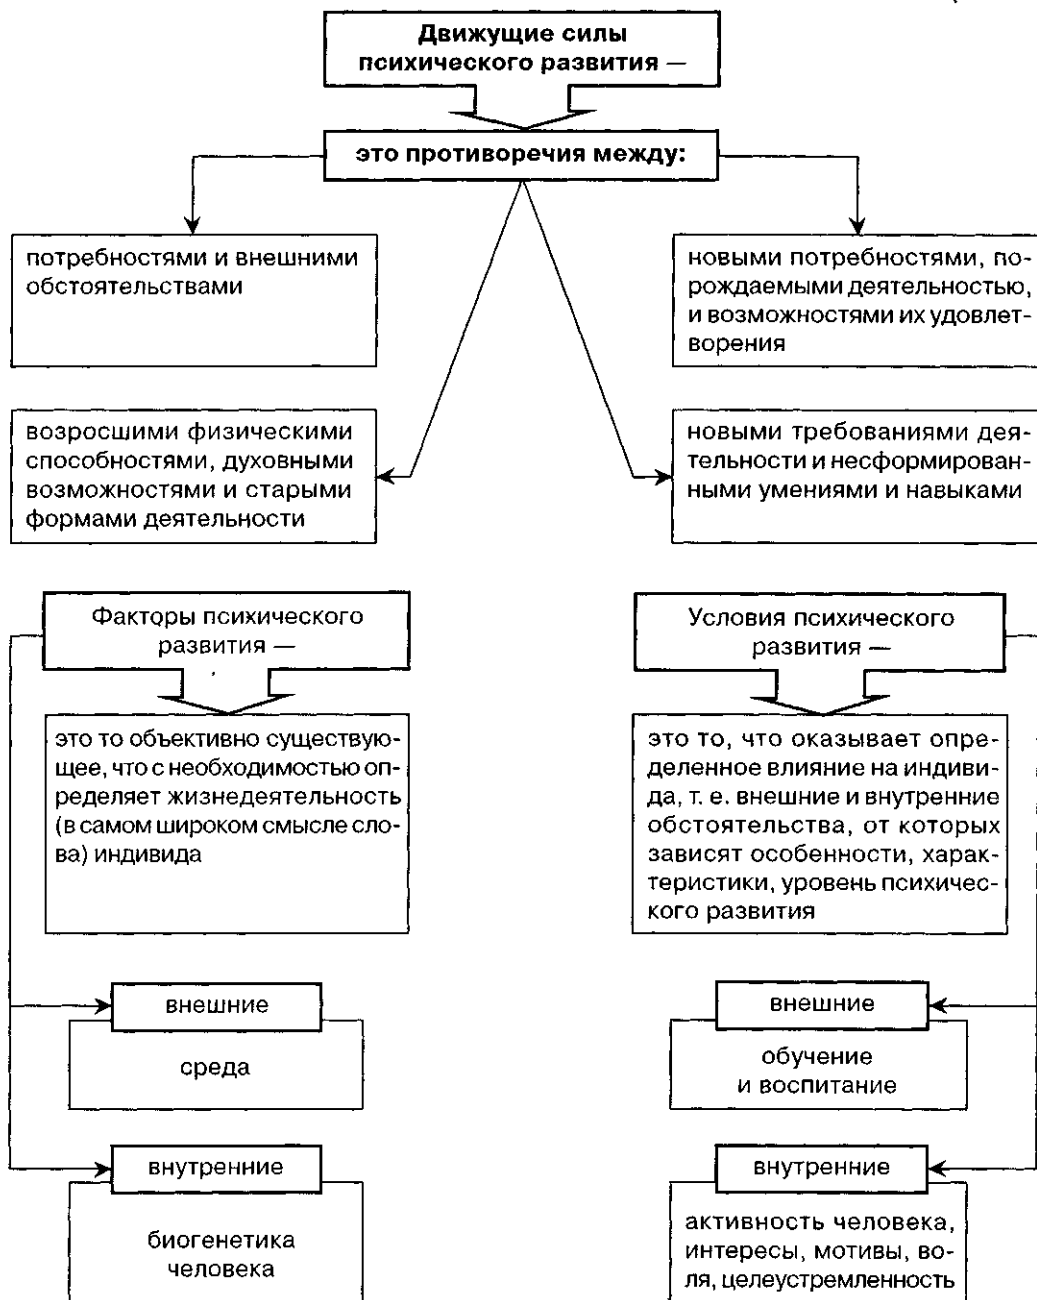 Движущие силы
психического развития —
это противоречия между:
потребностями и внешними
обстоятельствами
новыми потребностями, по-
рождаемыми деятельностью,
и возможностями их удовлет-
ворения
возросшими физическими
способностями, духовными
возможностями и старыми
формами деятельности
новыми требованиями дея-
тельности и несформирован-
ными умениями и навыками
Факторы психического
развития —
это то объективно существую-
щее, что с необходимостью оп-
ределяет жизнедеятельность
(в самом широком смысле сло-
ва) индивида
внешние
среда
внутренние
биогенетика
человека
Условия психического
развития —
это то, что оказывает опре-
деленное влияние на индиви-
да, т. е. внешние и внутренние
обстоятельства, от которых
зависят особенности, харак-
теристики, уровень психичес-
кого развития
внешние
обучение
и воспитание
внутренние
активность человека,
интересы, мотивы, во-
ля, целеустремленность